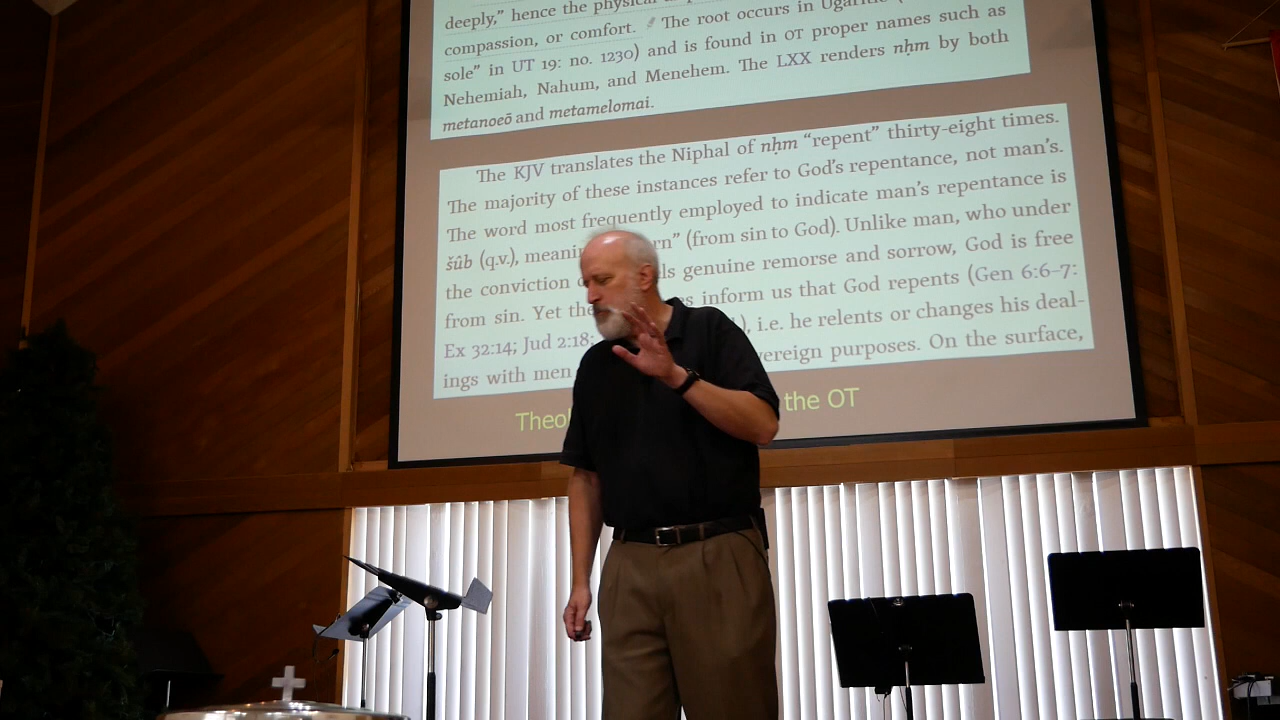 deeply," hence the physical
compassion, or comfort. The root occurs in Ugaritic
sole" in UT 19: no. 1230) and is found in OT proper names such as
Nehemiah, Nahum, and Menehem. The LXX renders nḥm by both
metanoeō and metamelomai.
The KJV translates the Niphal of nḥm "repent" thirty-eight times.
The majority of these instances refer to God's repentance, not man's.
The word most frequently employed to indicate man's repentance is
šûb (q.v.), meaning rn" (from sin to God). Unlike man, who under
the conviction ls genuine remorse and sorrow, God is free
from sin. Yet the es inform us that God repents (Gen 6:6–7:
Ex 32:14; Jud 2:18; ), i.e. he relents or changes his deal-
ings with men vereign purposes. On the surface,
Theol the OT